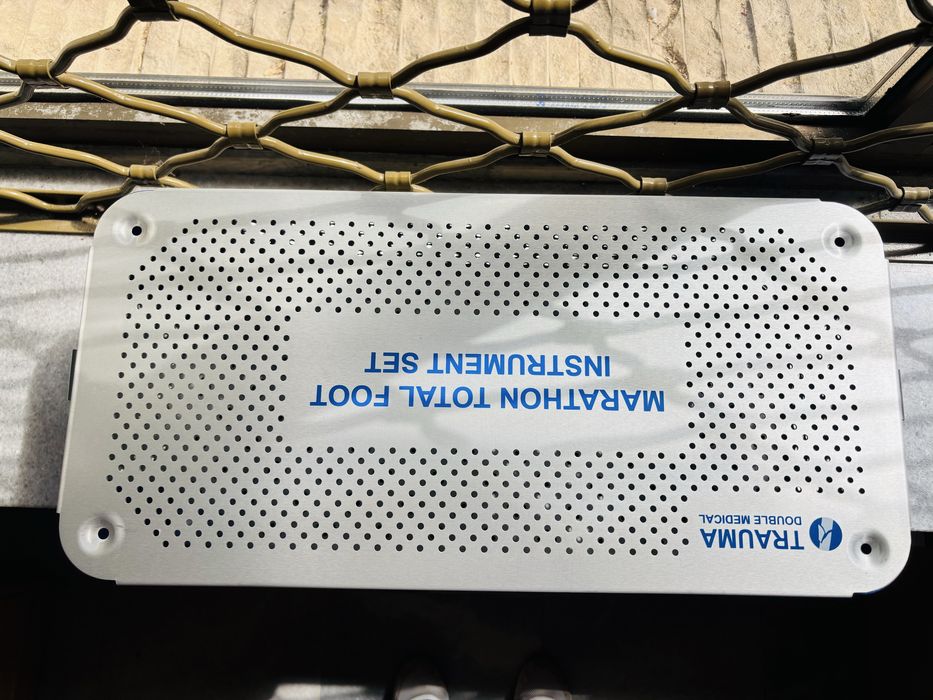 TRAUMA
DOUBLE MEDICAL
MARATHON TOTAL FOOT
INSTRUMENT SET